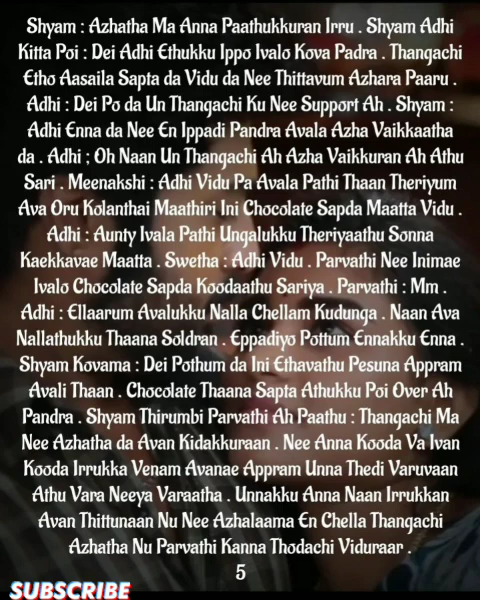 Shyam : Azhatha Ma Anna Paathukkuran Irru . Shyam Adhi
Kitta Poi : Dei Adhi Ethukku Ippo Ivalo Kova Padra . Thangachi
Etho Aasaila Sapta da Vidu da Nee Thittavum Azhara Paaru .
Adhi : Dei Po da Un Thangachi Ku Nee Support Ah . Shyam :
Adhi Enna da Nee En Ippadi Pandra Avala Azha Vaikkaatha
da . Adhi ; Oh Naan Un Thangachi Ah Azha Vaikkuran Ah Athu
Sari . Meenakshi : Adhi Vidu Pa Avala Pathi Thaan Theriyum
Ava Oru Kolanthai Maathiri Ini Chocolate Sapda Maatta Vidu .
Adhi : Aunty Ivala Pathi Ungalukku Theriyaathu Sonna
Kaekkavae Maatta . Swetha : Adhi Vidu . Parvathi Nee Inimae
Ivalo Chocolate Sapda Koodaathu Sariya . Parvathi : Mm .
Adhi : Ellaarum Avalukku Nalla Chellam Kudunga . Naan Ava
Nallathukku Thaana Soldran . Eppadiyo Pottum Ennakku Enna .
Shyam Kovama : Dei Pothum da Ini Ethavathu Pesuna Appram
Avali Thaan . Chocolate Thaana Sapta Athukku Poi Over Ah
Pandra . Shyam Thirumbi Parvathi Ah Paathu : Thangachi Ma
Nee Azhatha da Avan Kidakkuraan . Nee Anna Kooda Va Ivan
Kooda Irrukka Venam Avanae Appram Unna Thedi Varuvaan
Athu Vara Neeya Varaatha . Unnakku Anna Naan Irrukkan
Avan Thittunaan Nu Nee Azhalaama En Chella Thangachi
Azhatha Nu Parvathi Kanna Thodachi Viduraar .
5
SUBSCRIBE